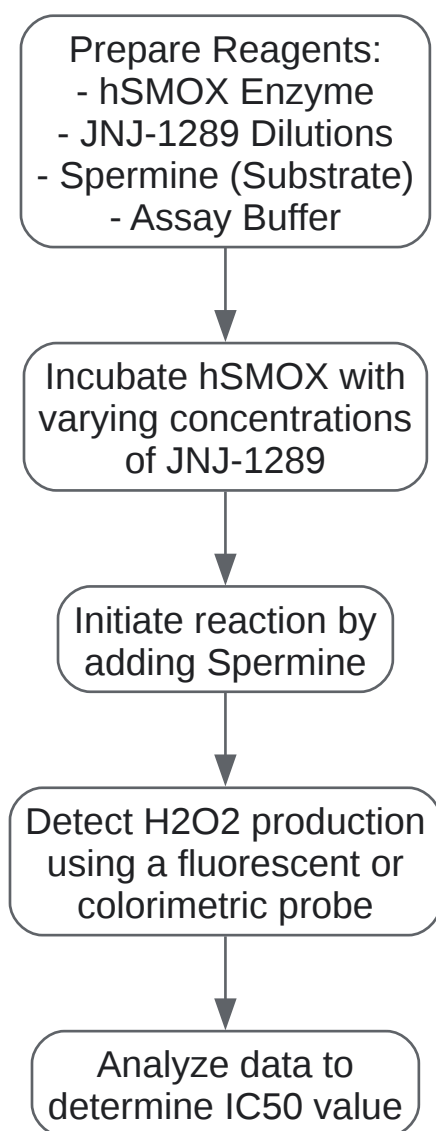 Prepare Reagents:
- hSMOX Enzyme
- JNJ-1289 Dilutions
- Spermine (Substrate)
- Assay Buffer
Incubate hSMOX with
varying concentrations
of JNJ-1289
Initiate reaction by
adding Spermine
Detect H2O2 production
using a fluorescent or
colorimetric probe
Analyze data to
determine IC50 value